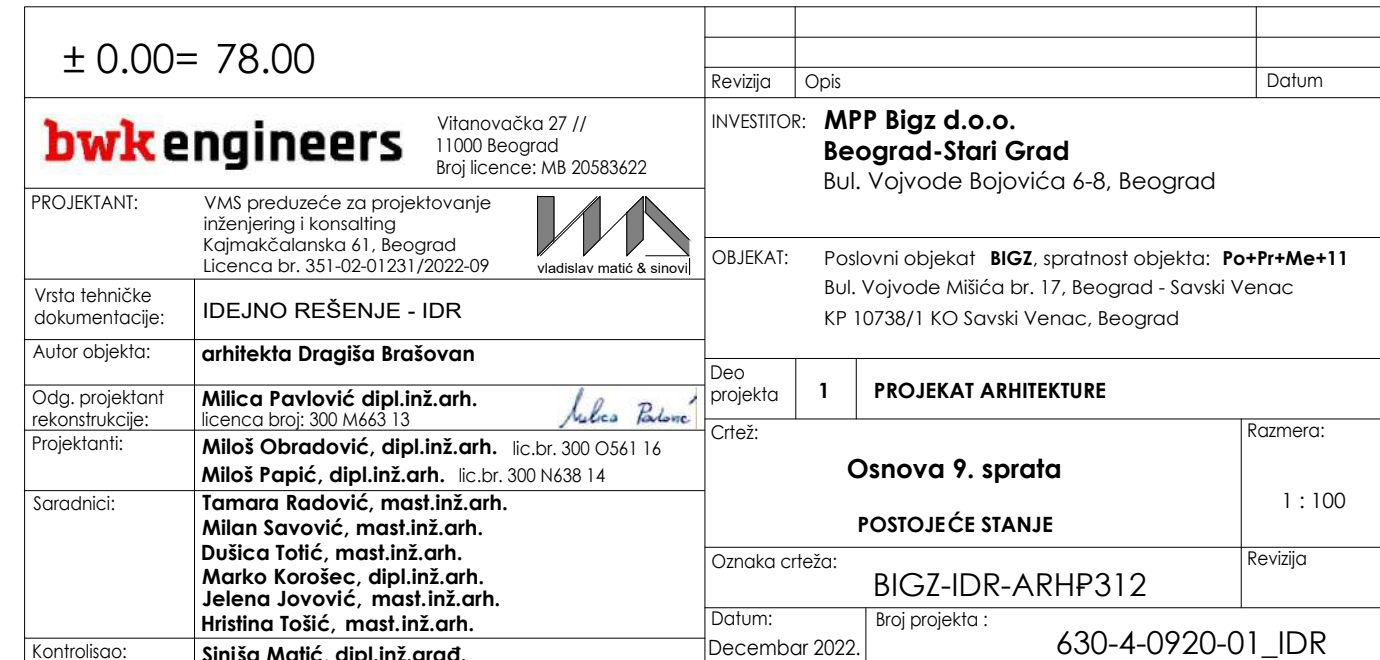 ± 0.00= 78.00
Revizija Opis Datum
bwk engineers
Vitanovačka 27 //
11000 Beograd
Broj licence: MB 20583622
INVESTITOR: MPP Bigz d.o.o.
Beograd-Stari Grad
Bul. Vojvode Bojovića 6-8, Beograd
PROJEKTANT: VMS preduzeće za projektovanje
inženjering i konsalting
Kajmakčalanska 61, Beograd
Licenca br. 351-02-01231/2022-09
vladislav matić & sinovi
OBJEKAT: Poslovni objekat BIGZ, spratnost objekta: Po+Pr+Me+11
Bul. Vojvode Mišića br. 17, Beograd - Savski Venac
KP 10738/1 KO Savski Venac, Beograd
Vrsta tehničke
dokumentacije:
IDEJNO REŠENJE - IDR
Autor objekta: arhitekta Dragiša Brašovan
Deo
projekta
1 PROJEKAT ARHITEKTURE
Odg. projektant
rekonstrukcije:
Milica Pavlović dipl.inž.arh.
licenca broj: 300 M663 13
Projektanti: Miloš Obradović, dipl.inž.arh. lic.br. 300 O561 16
Miloš Papić, dipl.inž.arh. lic.br. 300 N638 14
Crtež:
Osnova 9. sprata
POSTOJEĆE STANJE
Razmera:
1 : 100
Saradnici: Tamara Radović, mast.inž.arh.
Milan Savović, mast.inž.arh.
Dušica Totić, mast.inž.arh.
Marko Korošec, dipl.inž.arh.
Jelena Jovović, mast.inž.arh.
Hristina Tošić, mast.inž.arh.
Oznaka crteža:
BIGZ-IDR-ARH-P312
Revizija
Datum:
Decembar 2022.
Broj projekta :
630-4-0920-01_IDR
Kontrolisao: Siniša Matić, dipl.inž.građ.